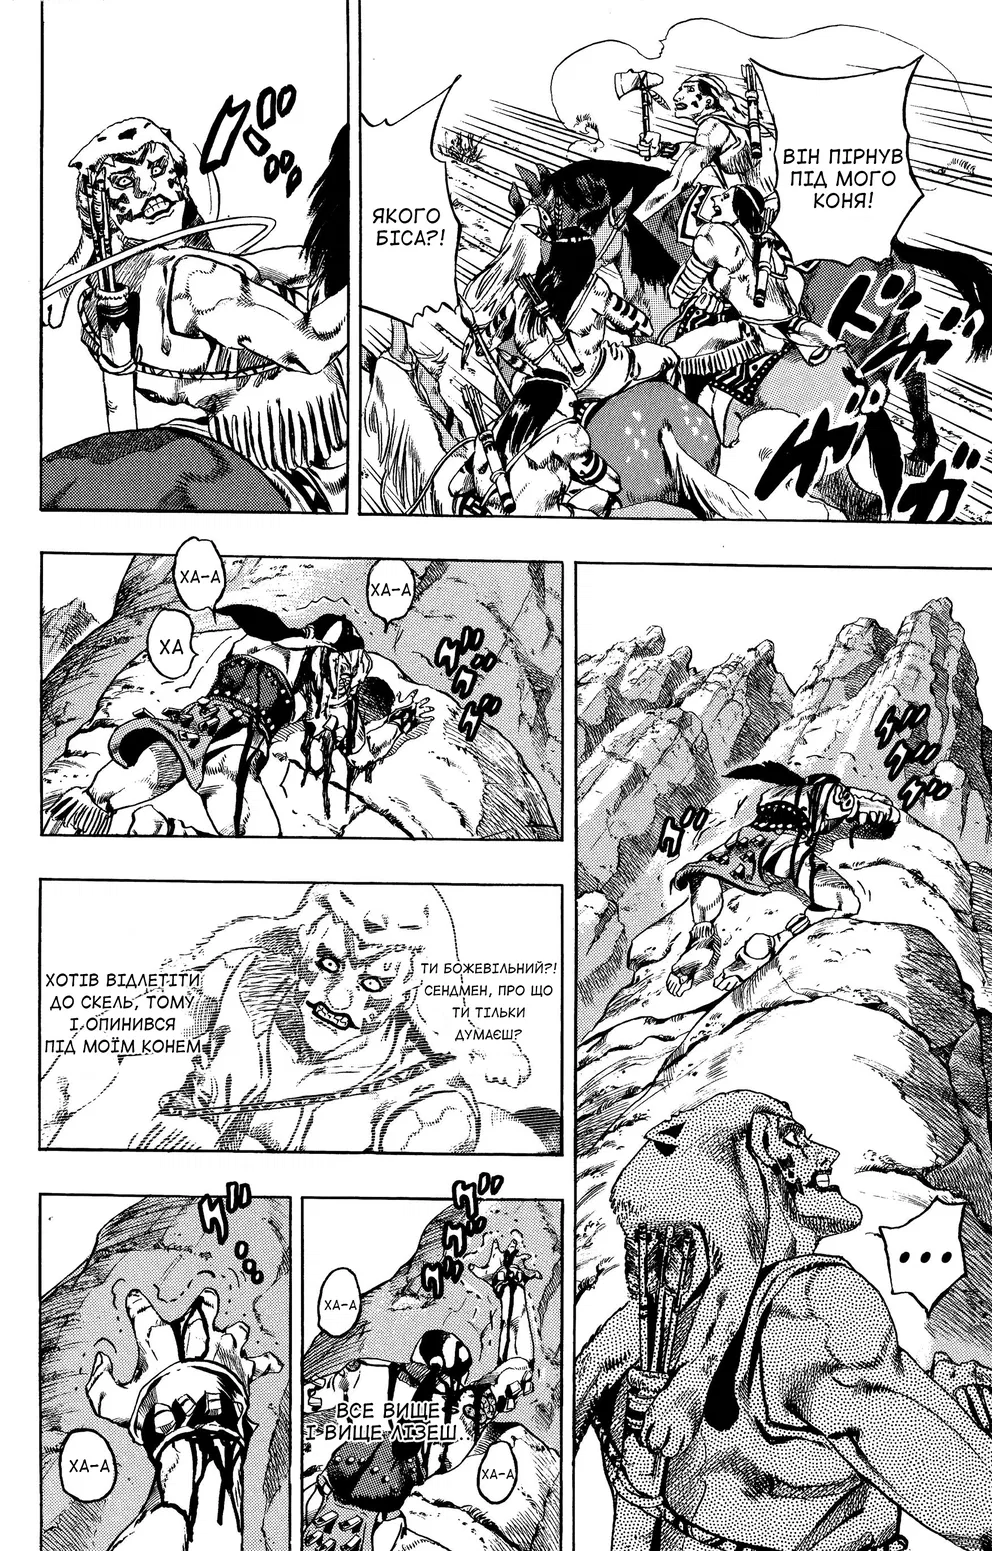 ВІН ПІРНУВ
ПІД МОГО
КОНЯ!
ЯКОГО
БІСА?!
...
ХА-А
ХА-А
ХА
ТИ БОЖЕВІЛЬНИЙ?!
СЕНДМЕН, ПРО ЩО
ТИ ТІЛЬКИ
ДУМАЄШ?
ХОТІВ ВІДЛЕТІТИ
ДО СКЕЛЬ, ТОМУ
І ОПИНИВСЯ
ПІД МОЇМ КОНЕМ
ХА-А
ВСЕ ВИЩЕ
І ВИЩЕ ЛІЗЕШ...
ХА-А
ХА-А